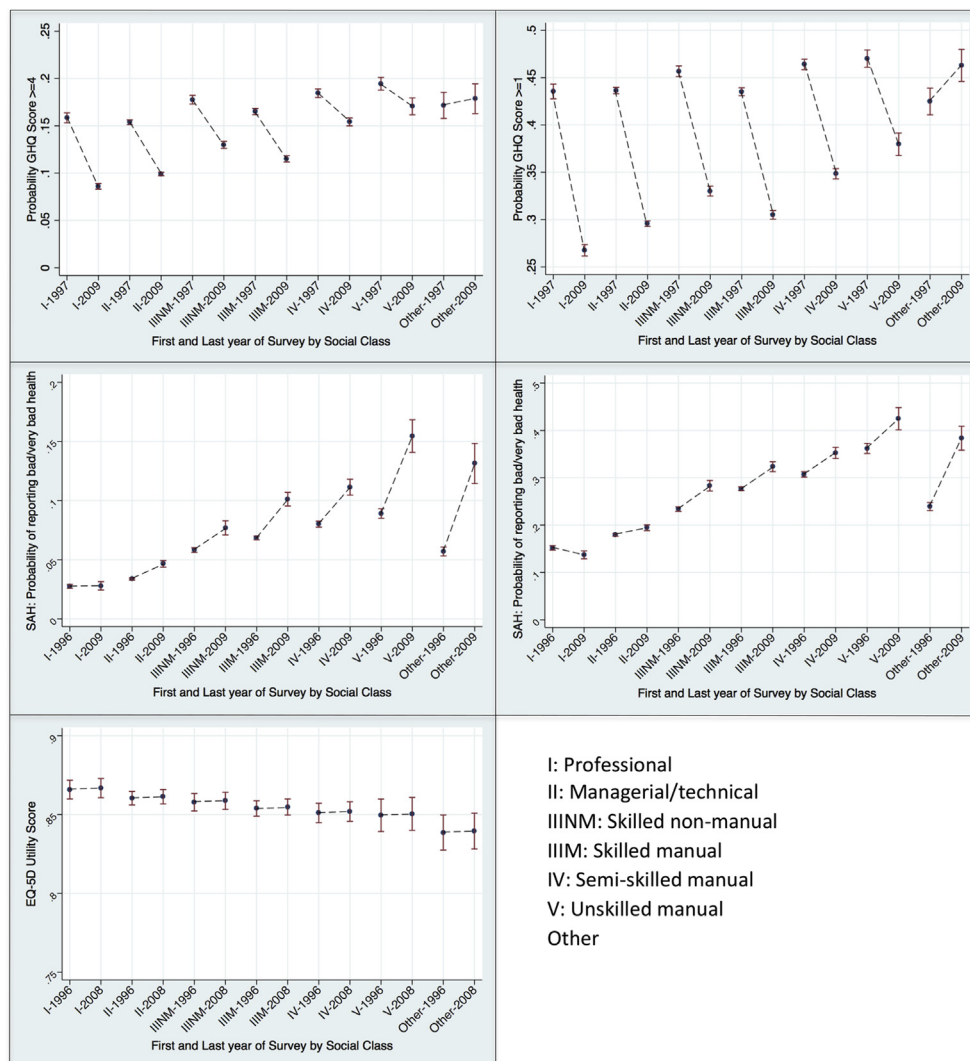 Probability GHQ Score >=4
.2
.15
.1
.05
0
I-1997
I-2009
II-1997
II-2009
IIINM-1997
IIINM-2009
IIIM-1997
IIIM-2009
IV-1997
IV-2009
V-1997
V-2009
Other-1997
Other-2009
First and Last year of Survey by Social Class
Probability GHQ Score >=1
.5
.45
.4
.35
.3
.25
I-1997
I-2009
II-1997
II-2009
IIINM-1997
IIINM-2009
IIIM-1997
IIIM-2009
IV-1997
IV-2009
V-1997
V-2009
Other-1997
Other-2009
First and Last year of Survey by Social Class
SAH: Probability of reporting bad/very bad health
.2
.15
.1
.05
0
I-1996
I-2009
II-1996
II-2009
IIINM-1996
IIINM-2009
IIIM-1996
IIIM-2009
IV-1996
IV-2009
V-1996
V-2009
Other-1996
Other-2009
First and Last year of Survey by Social Class
SAH: Probability of reporting bad/very bad health
.5
.4
.3
.2
.1
0
I-1996
I-2009
II-1996
II-2009
IIINM-1996
IIINM-2009
IIIM-1996
IIIM-2009
IV-1996
IV-2009
V-1996
V-2009
Other-1996
Other-2009
First and Last year of Survey by Social Class
EQ-5D Utility Score
.9
.85
.8
.75
I-1996
I-2008
II-1996
II-2008
IIINM-1996
IIINM-2008
IIIM-1996
IIIM-2008
IV-1996
IV-2008
V-1996
V-2008
Other-1996
Other-2008
First and Last year of Survey by Social Class
I: Professional
II: Managerial/technical
IIINM: Skilled non-manual
IIIM: Skilled manual
IV: Semi-skilled manual
V: Unskilled manual
Other